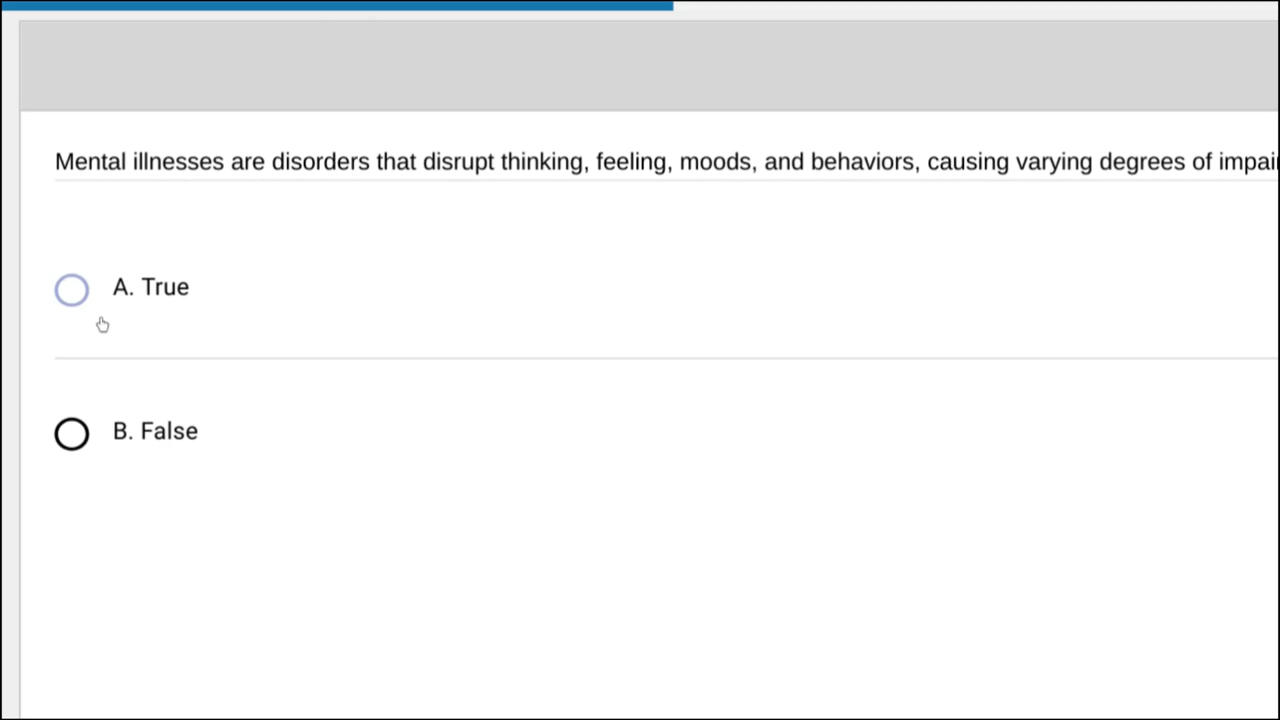 Mental illnesses are disorders that disrupt thinking, feeling, moods, and behaviors, causing varying degrees of
A. True
B. False